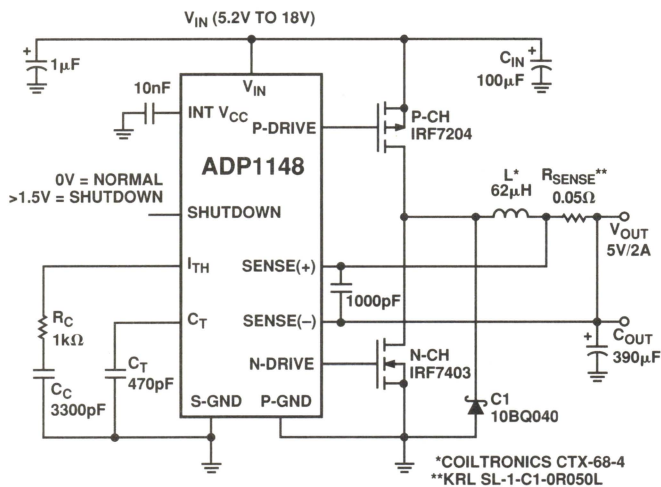 VIN (5.2V TO 18V)
+
1µF
CIN
100µF
+
10nF
VIN
INT VCC
P-DRIVE
P-CH
IRF7204
ADP1148
0V = NORMAL
>1.5V = SHUTDOWN
SHUTDOWN
L*
62µH
RSENSE**
0.05Ω
VOUT
5V/2A
ITH
SENSE(+)
1000pF
RC
1kΩ
CT
SENSE(–)
CC
3300pF
CT
470pF
N-DRIVE
N-CH
IRF7403
+
COUT
390µF
S-GND
P-GND
C1
10BQ040
*COILTRONICS CTX-68-4
**KRL SL-1-C1-0R050L